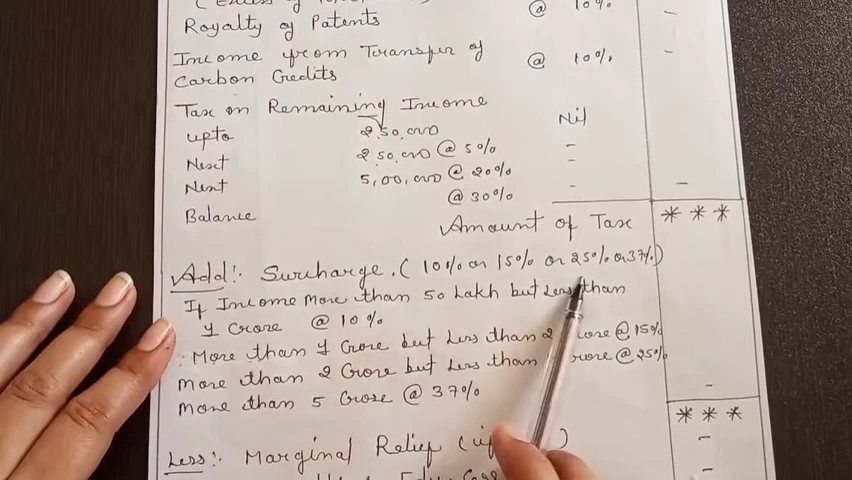 Royalty of Patents @ 10% -
Income from Transfer of @ 10% -
Carbon Credits
Tax on Remaining Income
upto 2,50,000 Nil
Next 2,50,000 @ 5% -
Next 5,00,000 @ 20% -
Balance @ 30% - -
Amount of Tax ***
Add:- Surcharge. (10% or 15% or 25% or 37%)
If Income More than 50 Lakh but Less than
1 Crore @ 10%
More than 1 Crore but Less than 2 Crore @ 15%
More than 2 Crore but Less than Crore @ 25%
More than 5 Crore @ 37% -
***
Less:- Marginal Relief ( ) -
-